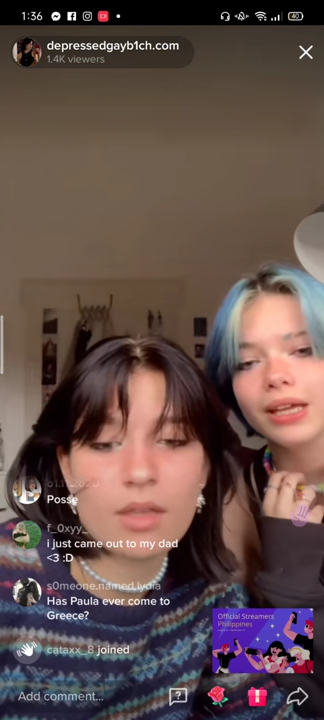 1:36
40
depressedgayb1ch.com
1.4K viewers
Posse
f_0xyy_
i just came out to my dad
<3 :D
s0meone.named.lydia
Has Paula ever come to
Greece?
cataxx_8 joined
Official Streamers
Philippines
Add comment...